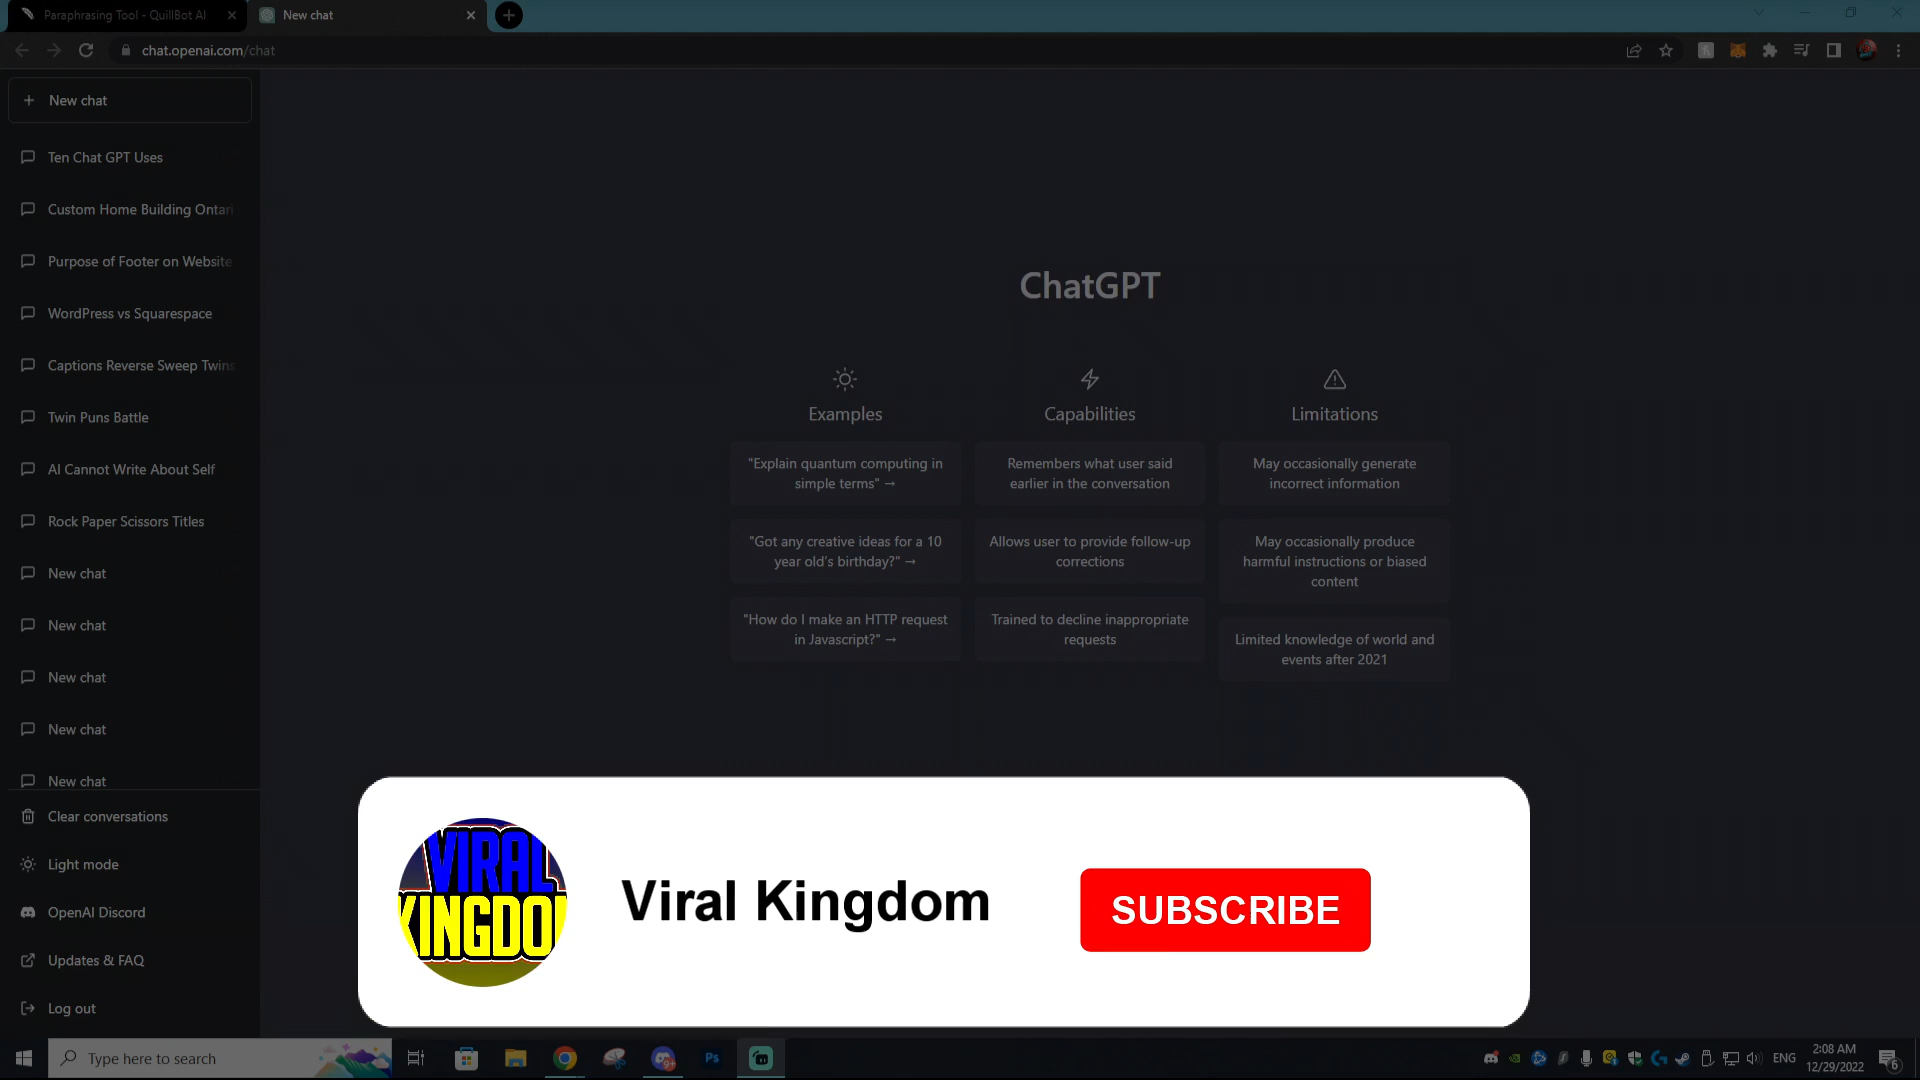 Paraphrasing Tool - QuillBot AI
New chat
chat.openai.com/chat
New chat
Ten Chat GPT Uses
Custom Home Building Ontari
Purpose of Footer on Website
WordPress vs Squarespace
Captions Reverse Sweep Twins
Twin Puns Battle
AI Cannot Write About Self
Rock Paper Scissors Titles
New chat
New chat
New chat
New chat
New chat
Clear conversations
Light mode
OpenAI Discord
Updates & FAQ
Log out
ChatGPT
Examples
"Explain quantum computing in
simple terms" →
"Got any creative ideas for a 10
year old's birthday?" →
"How do I make an HTTP request
in Javascript?" →
Capabilities
Remembers what user said
earlier in the conversation
Allows user to provide follow-up
corrections
Trained to decline inappropriate
requests
Limitations
May occasionally generate
incorrect information
May occasionally produce
harmful instructions or biased
content
Limited knowledge of world and
events after 2021
VIRAL
KINGDO
Viral Kingdom
SUBSCRIBE
Type here to search
Ps
ENG
2:08 AM
12/29/2022
6